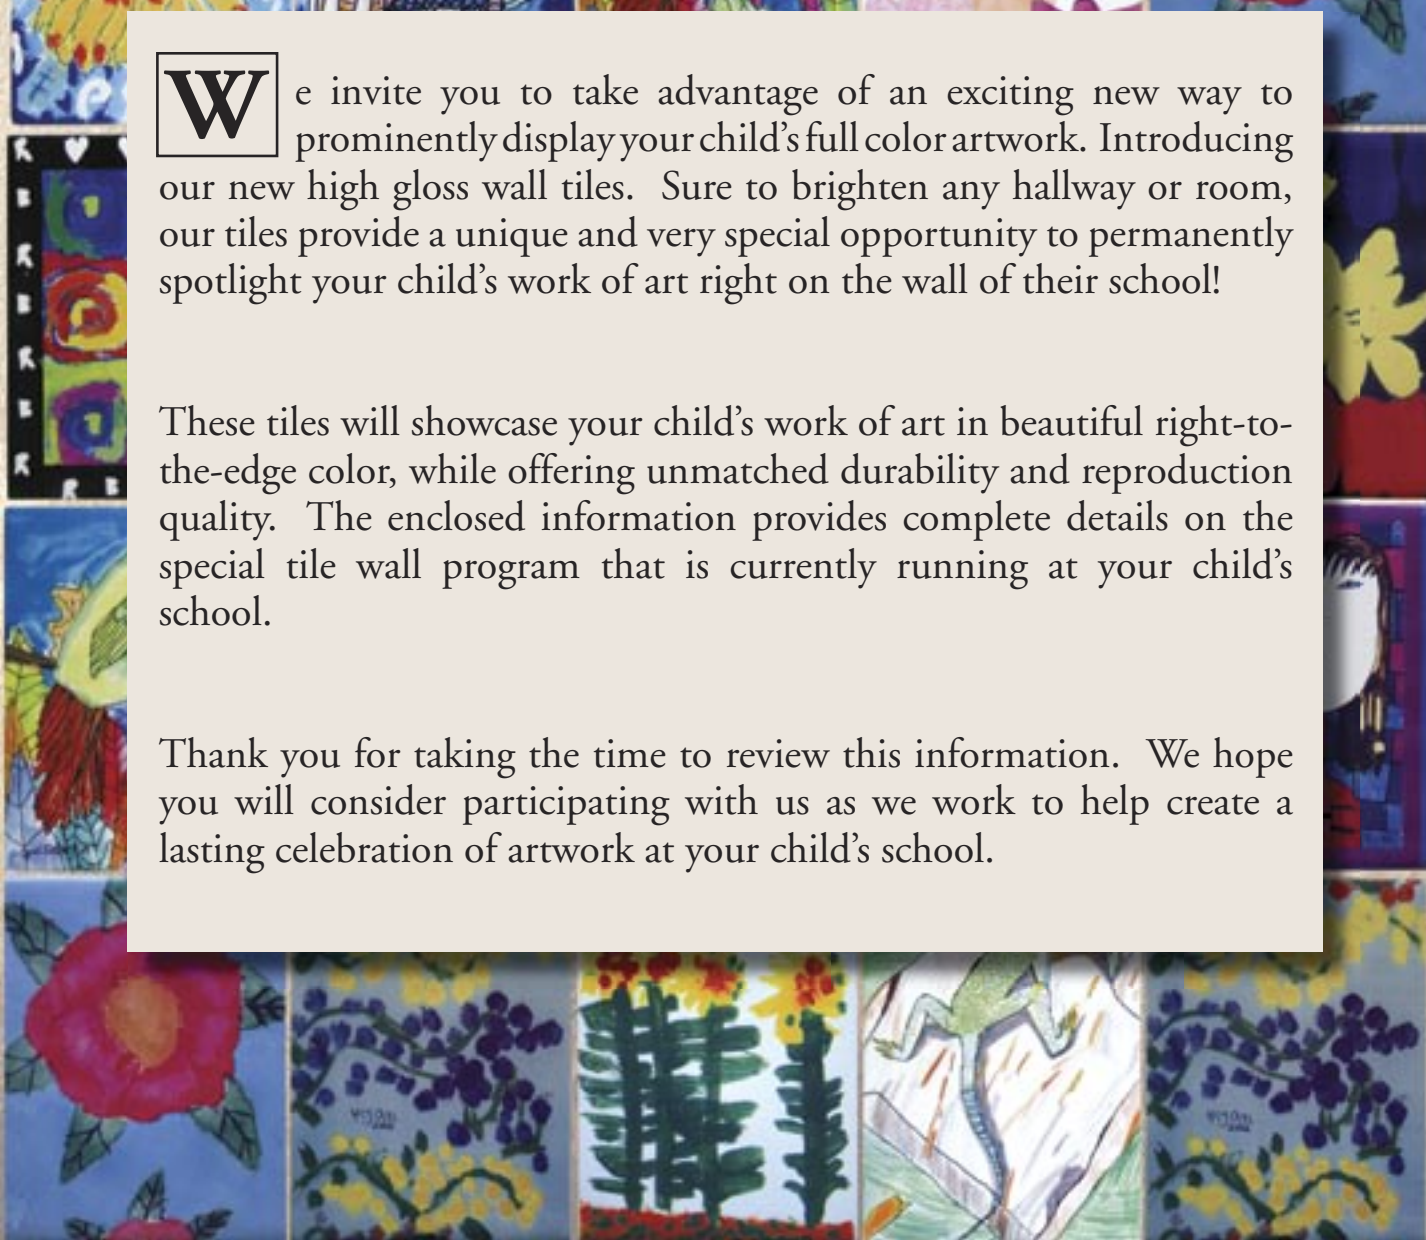 We invite you to take advantage of an exciting new way to
prominently display your child's full color artwork. Introducing
our new high gloss wall tiles. Sure to brighten any hallway or room,
our tiles provide a unique and very special opportunity to permanently
spotlight your child's work of art right on the wall of their school!
These tiles will showcase your child's work of art in beautiful right-to-
the-edge color, while offering unmatched durability and reproduction
quality. The enclosed information provides complete details on the
special tile wall program that is currently running at your child's
school.
Thank you for taking the time to review this information. We hope
you will consider participating with us as we work to help create a
lasting celebration of artwork at your child's school.